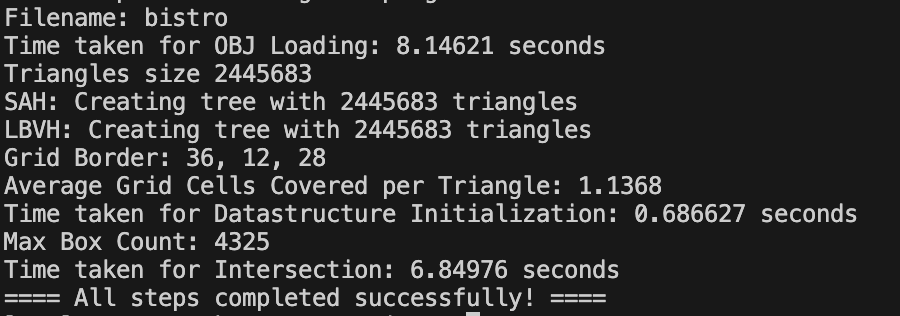 Filename: bistro
Time taken for OBJ Loading: 8.14621 seconds
Triangles size 2445683
SAH: Creating tree with 2445683 triangles
LBVH: Creating tree with 2445683 triangles
Grid Border: 36, 12, 28
Average Grid Cells Covered per Triangle: 1.1368
Time taken for Datastructure Initialization: 0.686627 seconds
Max Box Count: 4325
Time taken for Intersection: 6.84976 seconds
==== All steps completed successfully! ====